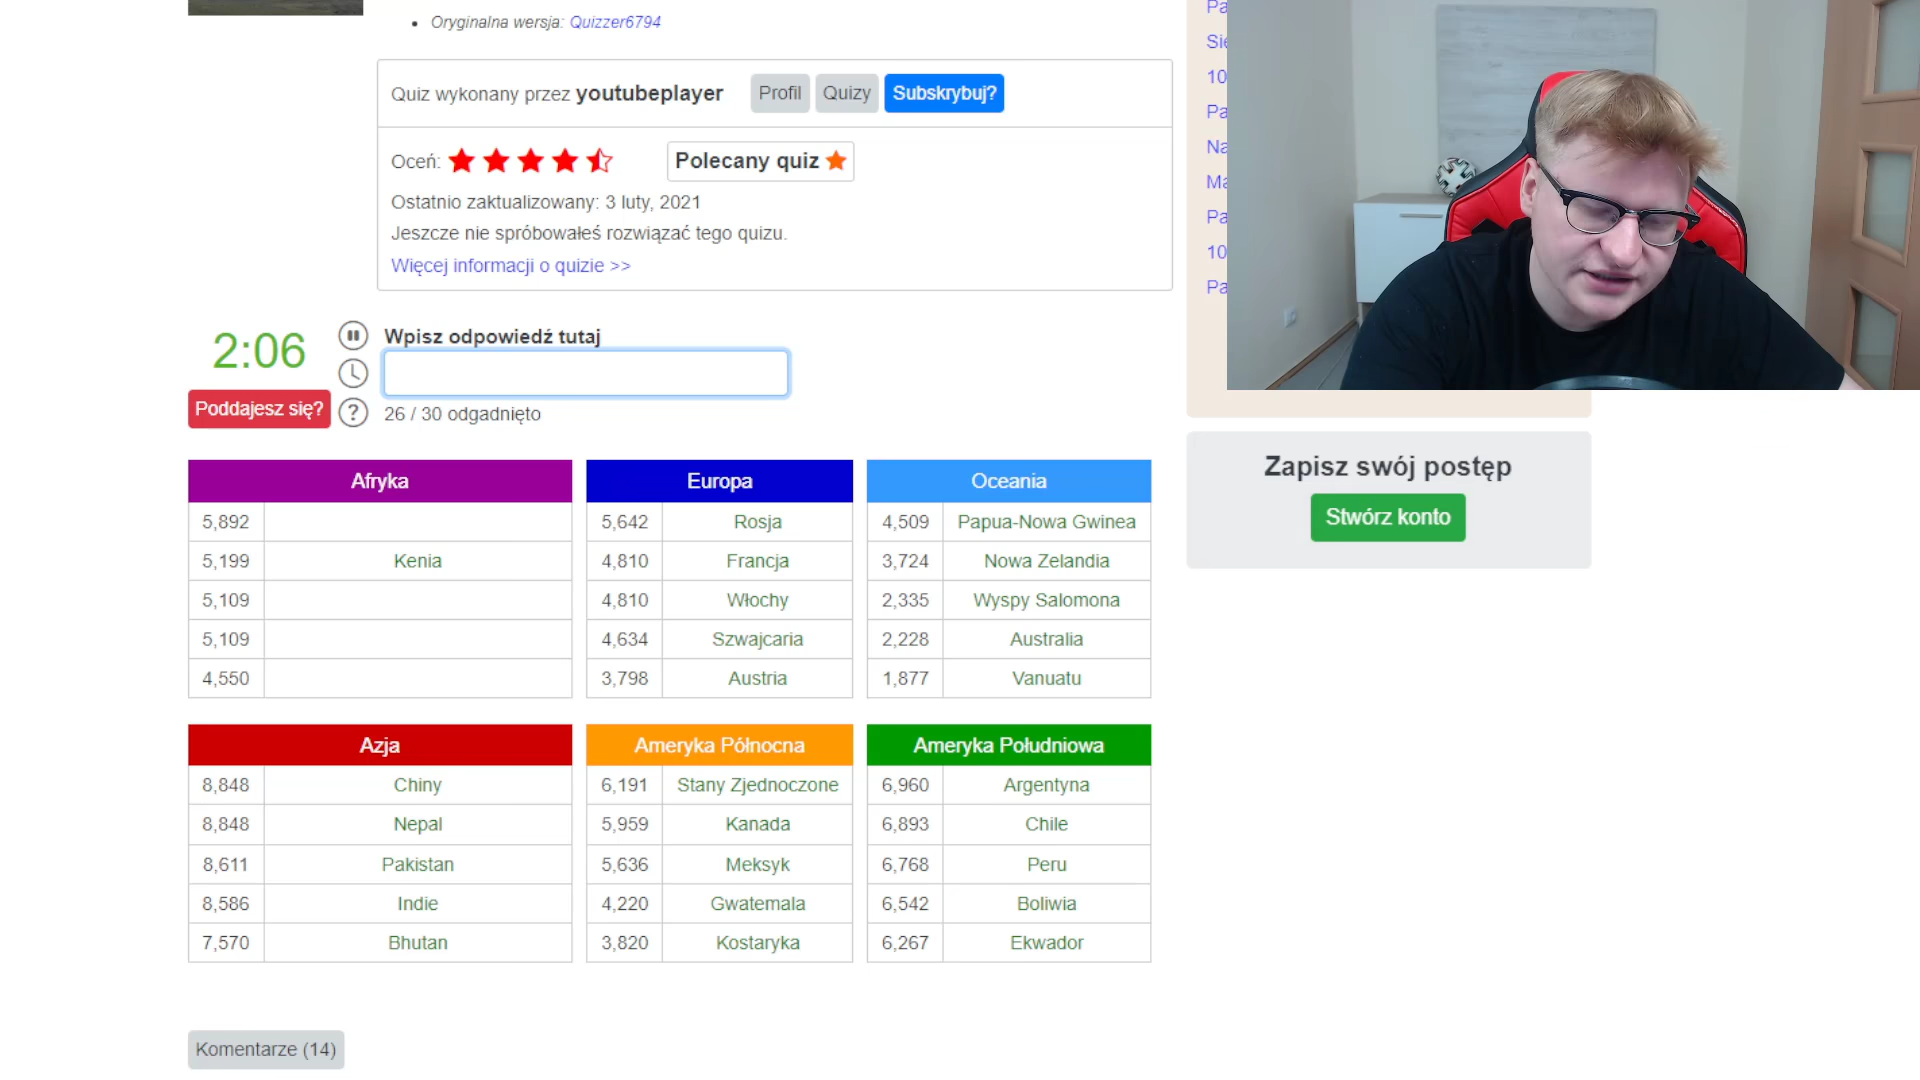 Oryginalna wersja: Quizzer6794
Quiz wykonany przez youtubeplayer Profil Quizy Subskrybuj?
Oceń: Polecany quiz
Ostatnio zaktualizowany: 3 luty, 2021
Jeszcze nie spróbowałeś rozwiązać tego quizu.
Więcej informacji o quizie >>
2:06
Poddajesz się?
Wpisz odpowiedź tutaj
?
26 / 30 odgadnięto
Afryka
5,892
5,199 Kenia
5,109
5,109
4,550
Europa
5,642 Rosja
4,810 Francja
4,810 Włochy
4,634 Szwajcaria
3,798 Austria
Oceania
4,509 Papua-Nowa Gwinea
3,724 Nowa Zelandia
2,335 Wyspy Salomona
2,228 Australia
1,877 Vanuatu
Azja
8,848 Chiny
8,848 Nepal
8,611 Pakistan
8,586 Indie
7,570 Bhutan
Ameryka Północna
6,191 Stany Zjednoczone
5,959 Kanada
5,636 Meksyk
4,220 Gwatemala
3,820 Kostaryka
Ameryka Południowa
6,960 Argentyna
6,893 Chile
6,768 Peru
6,542 Boliwia
6,267 Ekwador
Komentarze (14)
10
10
Zapisz swój postęp
Stwórz konto